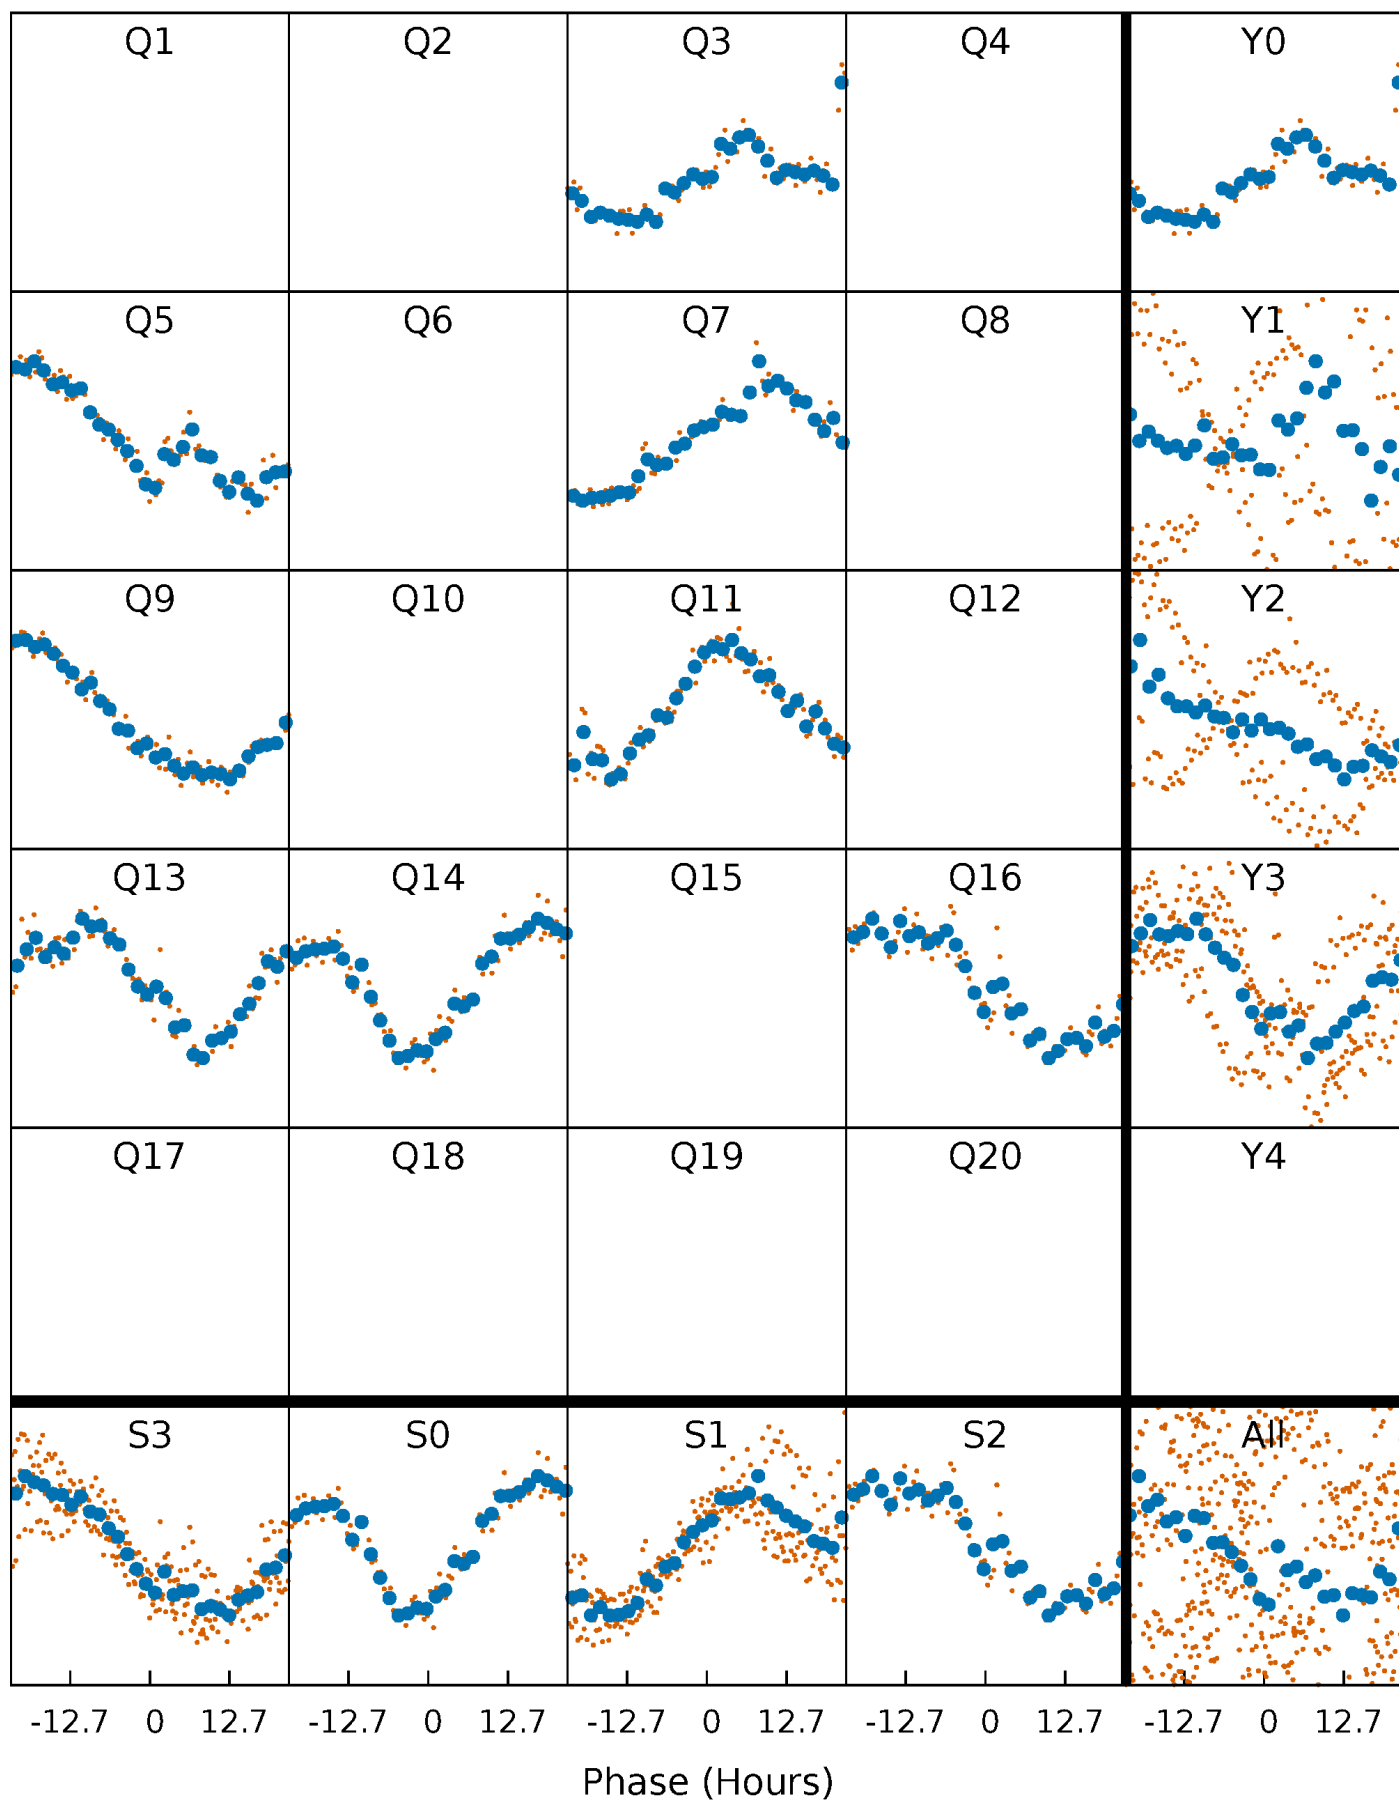 Q1 Q2 Q3 Q4 Y0
Q5 Q6 Q7 Q8 Y1
Q9 Q10 Q11 Q12 Y2
Q13 Q14 Q15 Q16 Y3
Q17 Q18 Q19 Q20 Y4
S3 S0 S1 S2 All
-12.7 0 12.7 -12.7 0 12.7 -12.7 0 12.7 -12.7 0 12.7 -12.7 0 12.7
Phase (Hours)